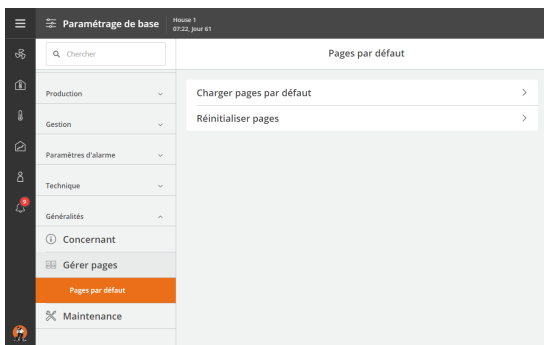 Paramétrage de base
House 1
07:22, Jour 61
Chercher
Pages par défaut
Production
Gestion
Paramètres d'alarme
Technique
Généralités
Concernant
Gérer pages
Pages par défaut
Maintenance
Charger pages par défaut
Réinitialiser pages
9